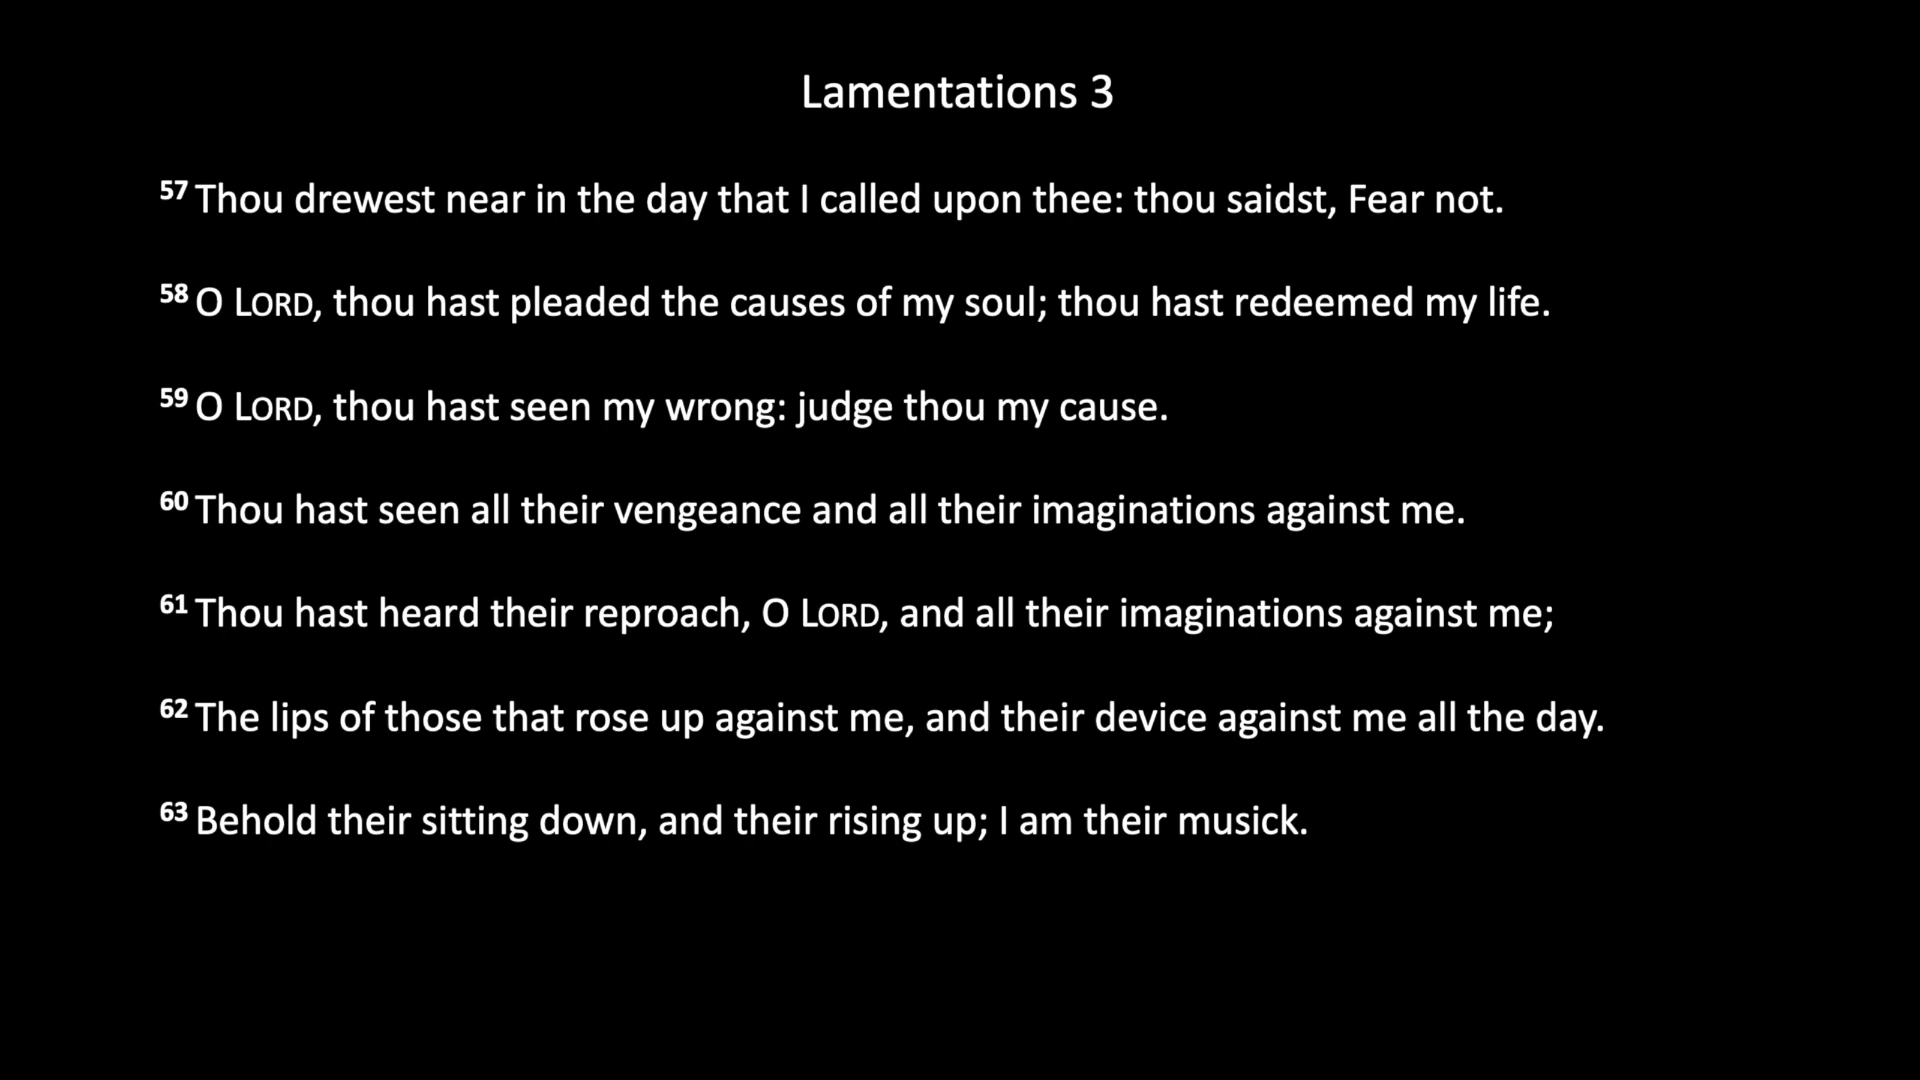 Lamentations 3
57 Thou drewest near in the day that I called upon thee: thou saidst, Fear not.
58 O LORD, thou hast pleaded the causes of my soul; thou hast redeemed my life.
59 O LORD, thou hast seen my wrong: judge thou my cause.
60 Thou hast seen all their vengeance and all their imaginations against me.
61 Thou hast heard their reproach, O LORD, and all their imaginations against me;
62 The lips of those that rose up against me, and their device against me all the day.
63 Behold their sitting down, and their rising up; I am their musick.